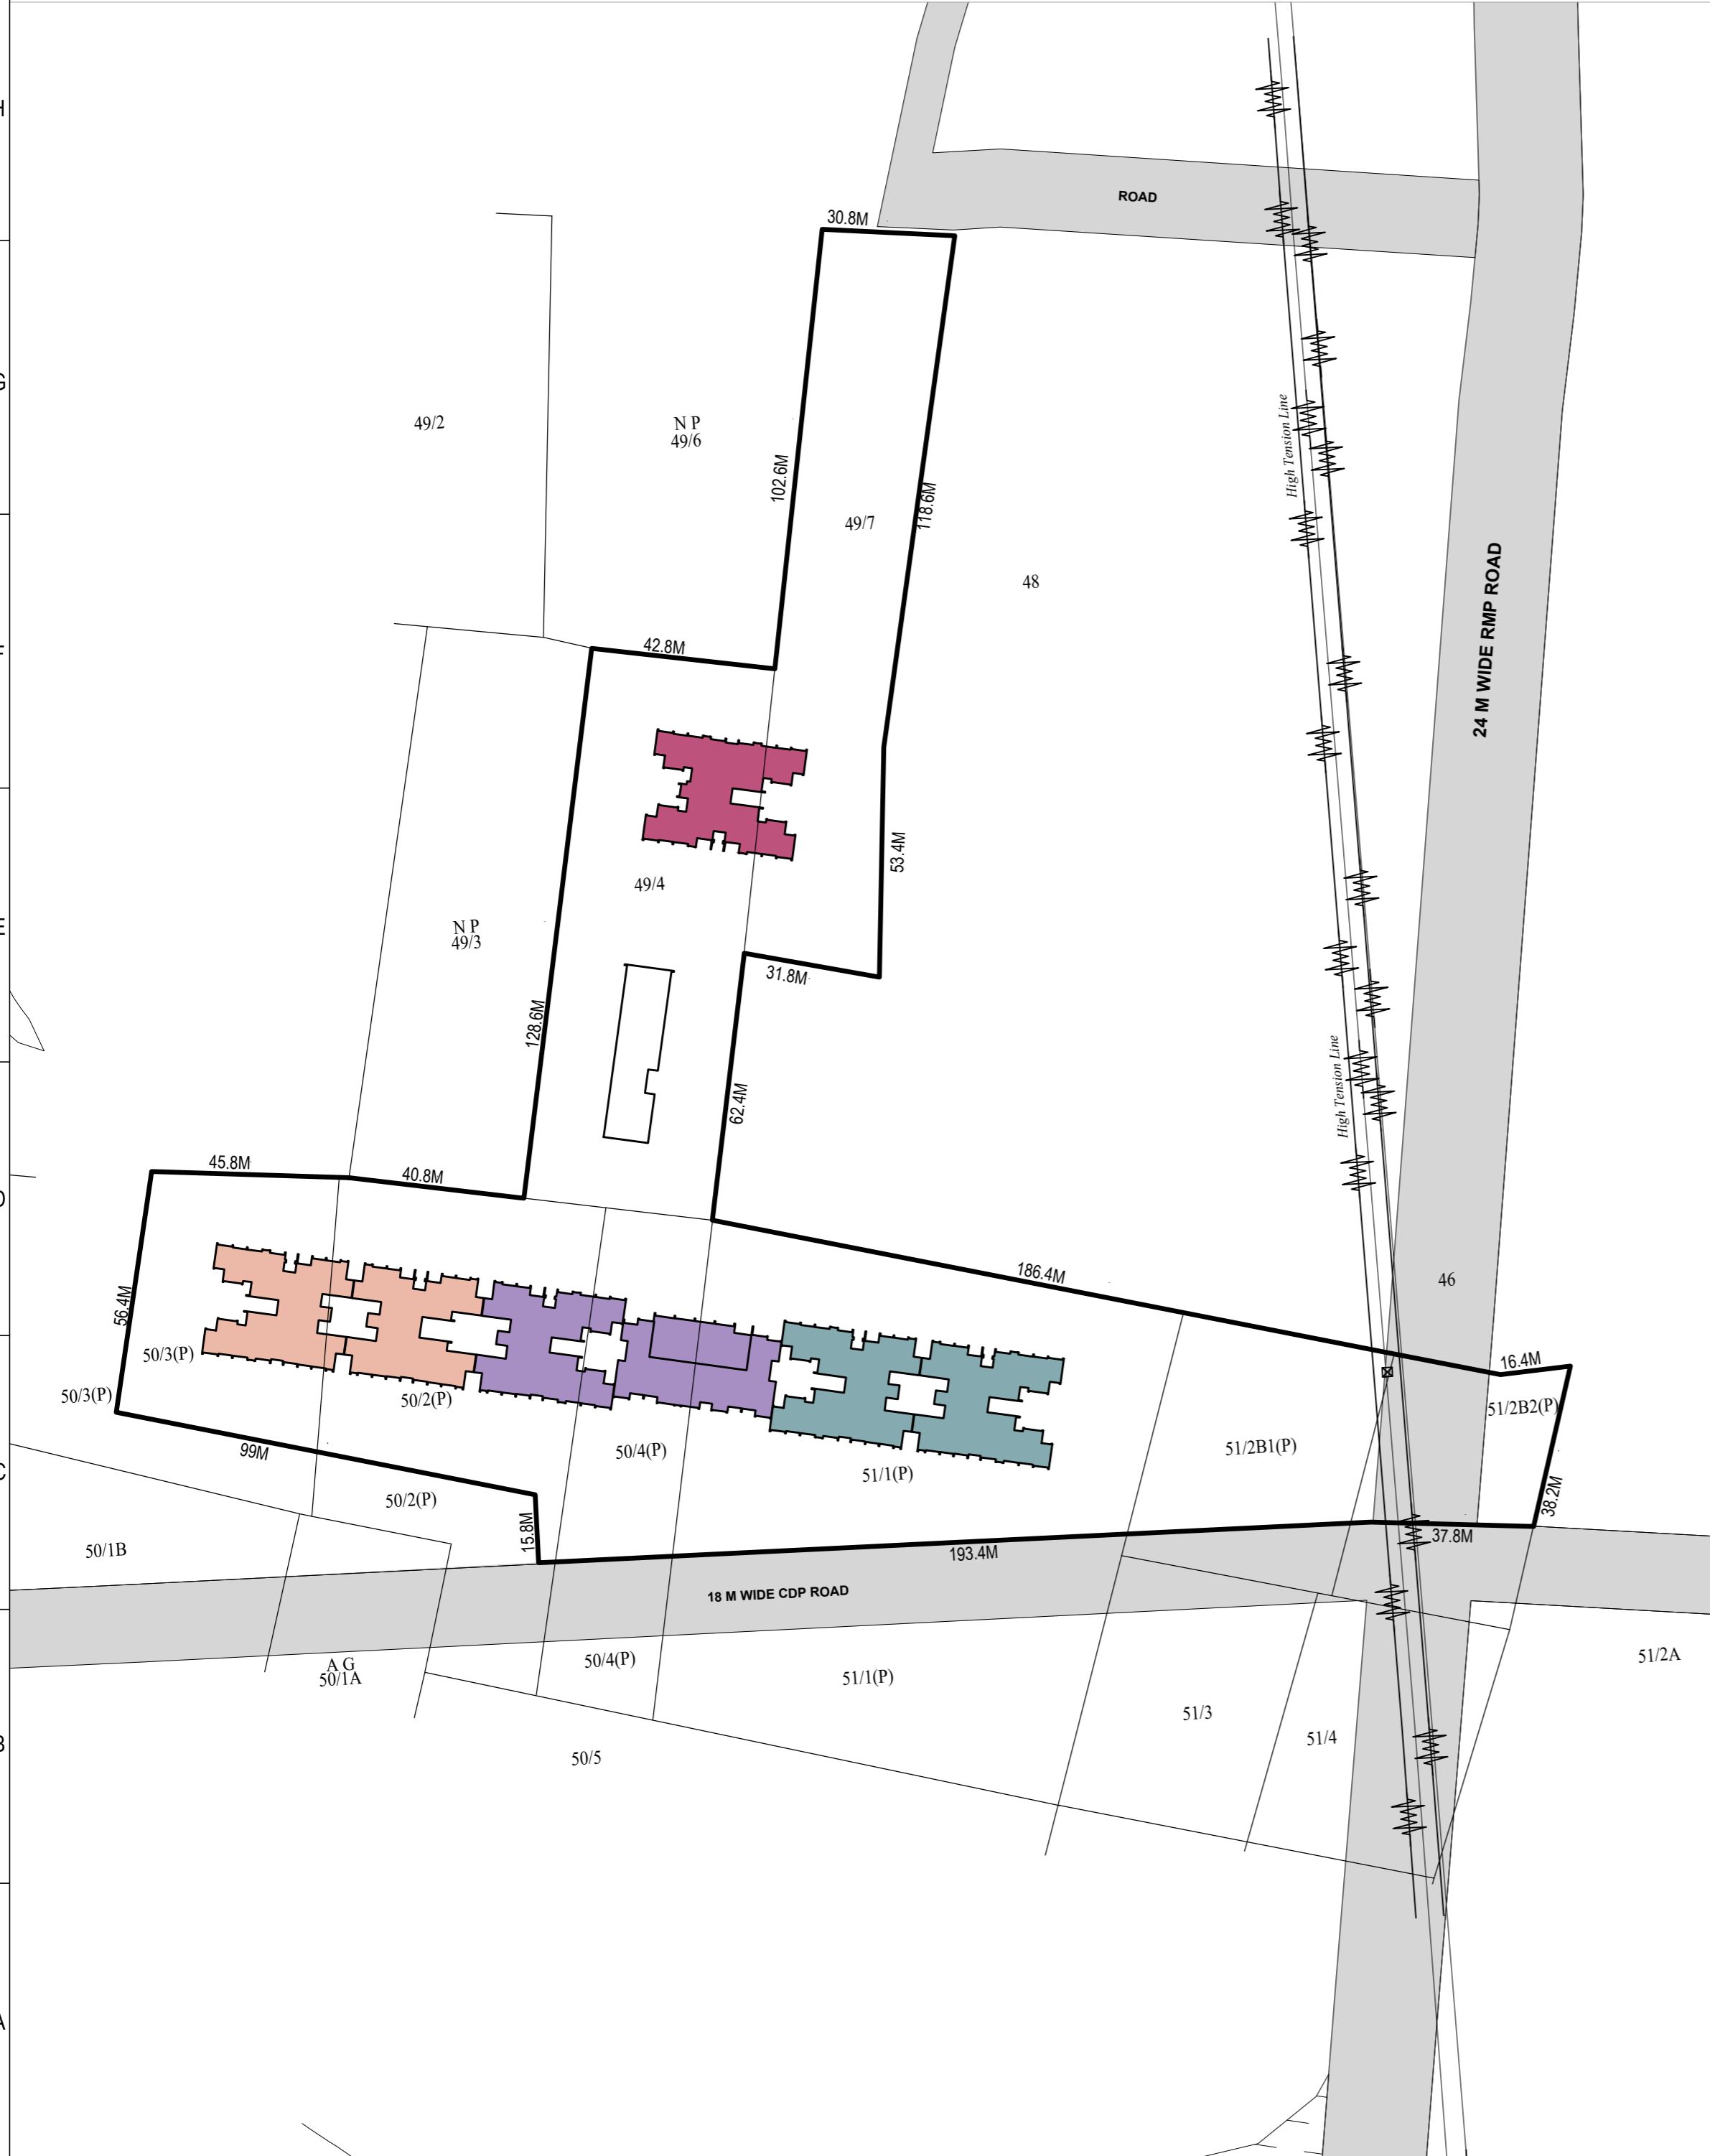 H
ROAD
30.8M
G
49/2
N P
49/6
102.6M
49/7
118.6M
High Tension Line
48
24 M WIDE RMP ROAD
F
42.8M
53.4M
49/4
E
N P
49/3
31.8M
128.6M
62.4M
High Tension Line
D
45.8M
40.8M
186.4M
46
56.4M
50/3(P)
16.4M
50/3(P)
50/2(P)
51/2B2(P)
50/4(P)
51/2B1(P)
51/1(P)
C
99M
50/2(P)
38.2M
15.8M
37.8M
50/1B
193.4M
18 M WIDE CDP ROAD
50/4(P)
A G
50/1A
51/1(P)
51/2A
51/3
51/4
B
50/5
A